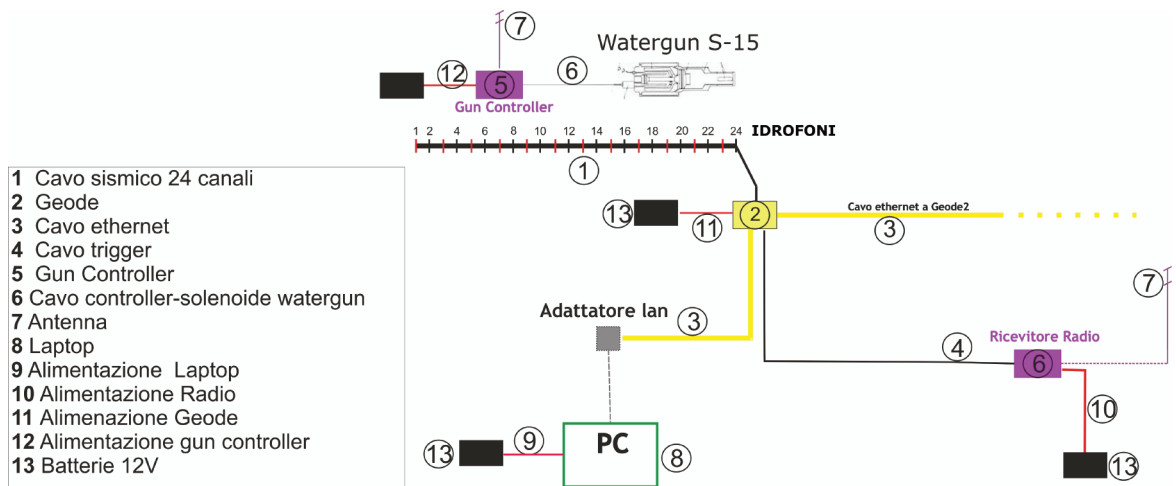 7
Watergun S-15
12
5
6
Gun Controller
1 2 4 6 8 10 12 14 16 18 20 22 24
IDROFONI
1
1 Cavo sismico 24 canali
2 Geode
3 Cavo ethernet
4 Cavo trigger
5 Gun Controller
6 Cavo controller-solenoide watergun
7 Antenna
8 Laptop
9 Alimentazione Laptop
10 Alimentazione Radio
11 Alimenazione Geode
12 Alimentazione gun controller
13 Batterie 12V
13
11
2
Cavo ethernet a Geode2
3
7
Adattatore lan
3
Ricevitore Radio
4
6
10
13
9
PC
8
13